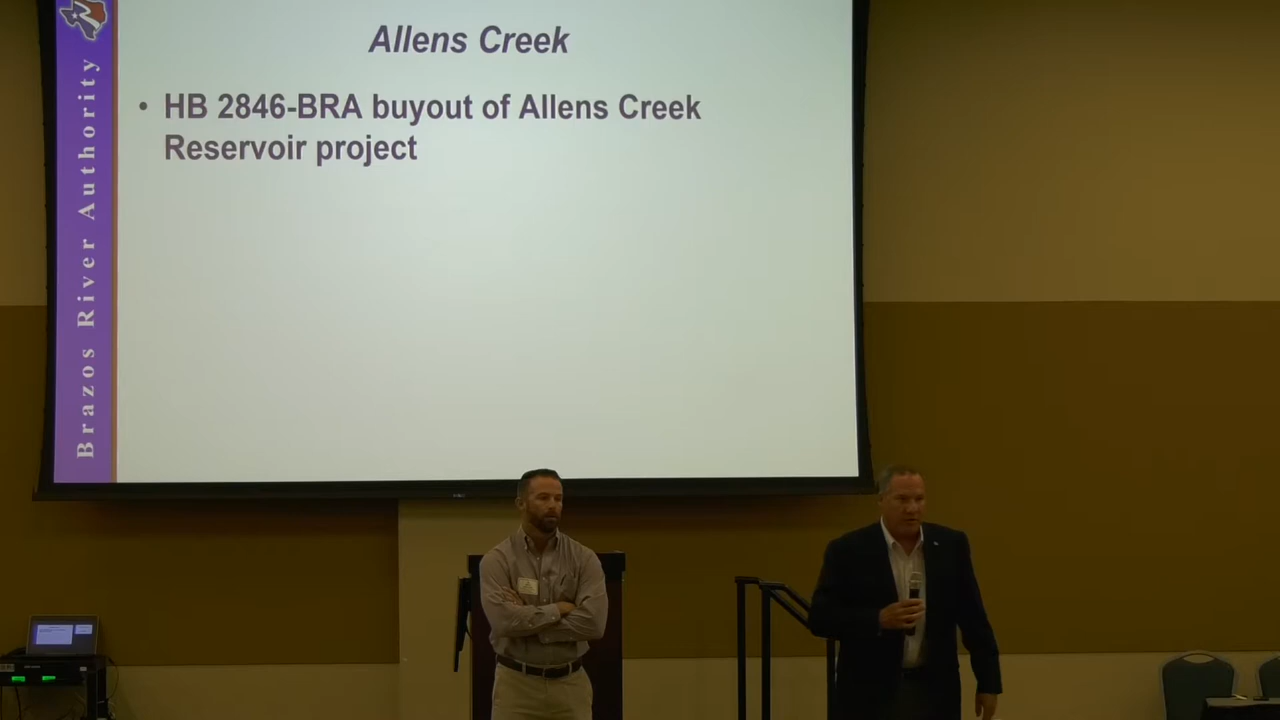 Allens Creek
• HB 2846-BRA buyout of Allens Creek
Reservoir project
Brazos River Authority